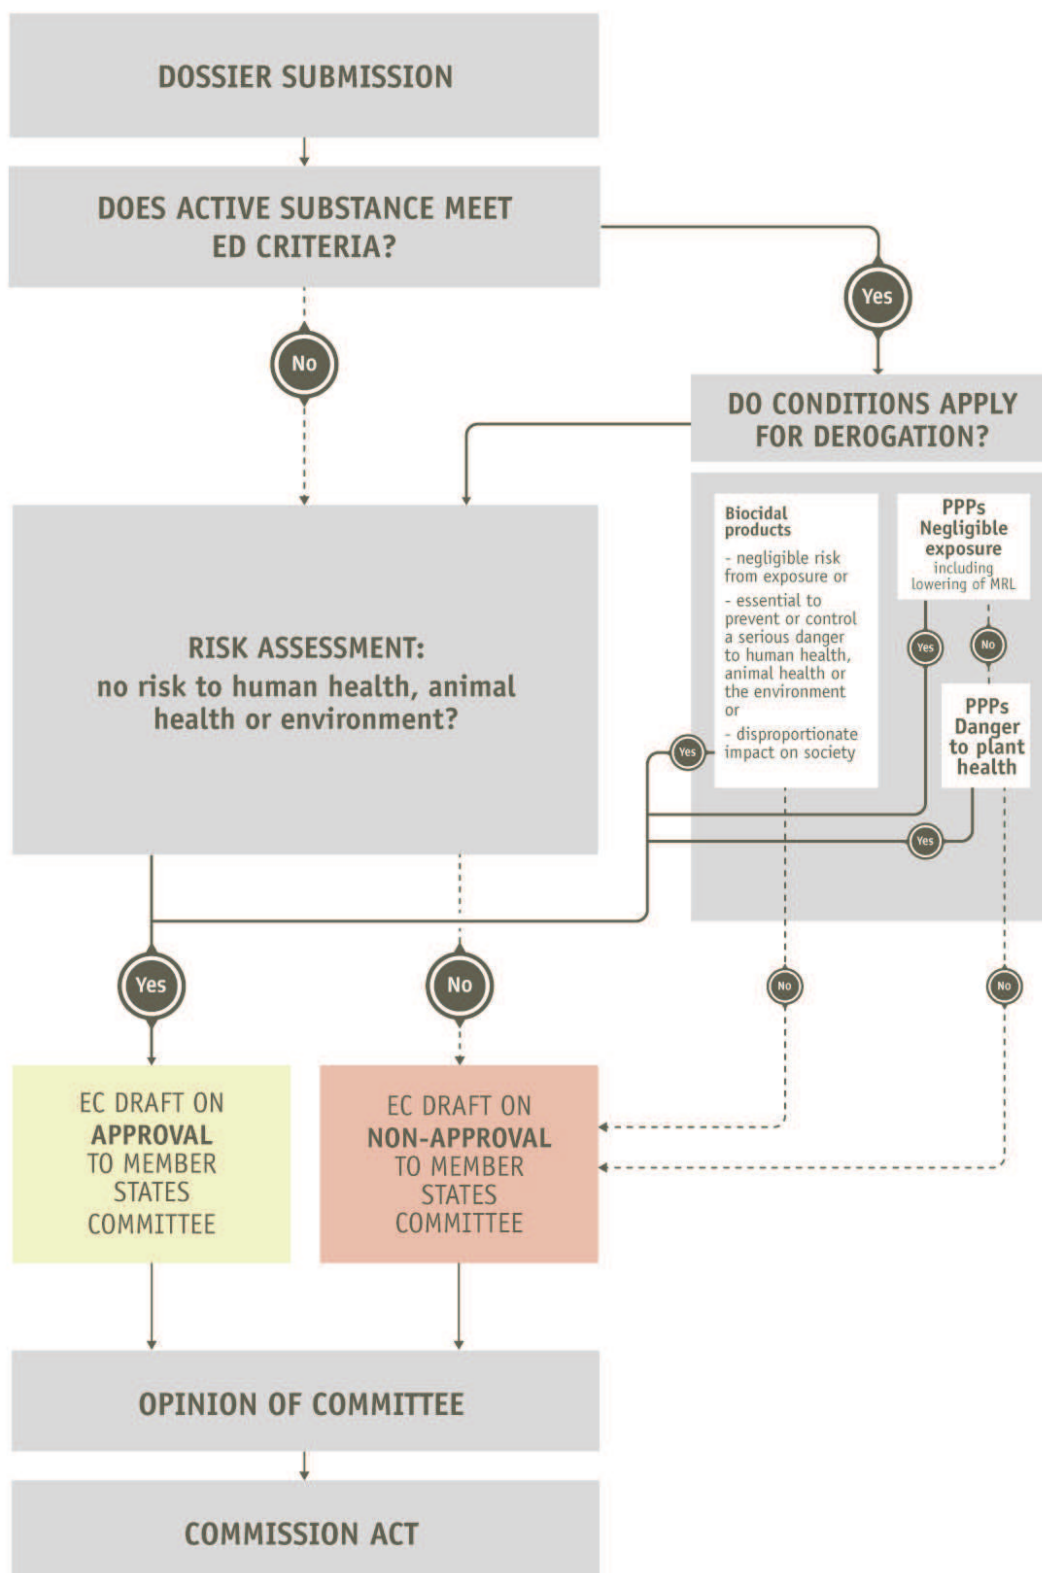 DOSSIER SUBMISSION
DOES ACTIVE SUBSTANCE MEET
ED CRITERIA?
Yes
No
DO CONDITIONS APPLY
FOR DEROGATION?
Biocidal
products
- negligible risk
from exposure or
- essential to
prevent or control
a serious danger
to human health,
animal health or
the environment
or
- disproportionate
impact on society
PPPs
Negligible
exposure
including
lowering of MRL
Yes
No
PPPs
Danger
to plant
health
Yes
Yes
RISK ASSESSMENT:
no risk to human health, animal
health or environment?
Yes
No
No
No
EC DRAFT ON
APPROVAL
TO MEMBER
STATES
COMMITTEE
EC DRAFT ON
NON-APPROVAL
TO MEMBER
STATES
COMMITTEE
OPINION OF COMMITTEE
COMMISSION ACT